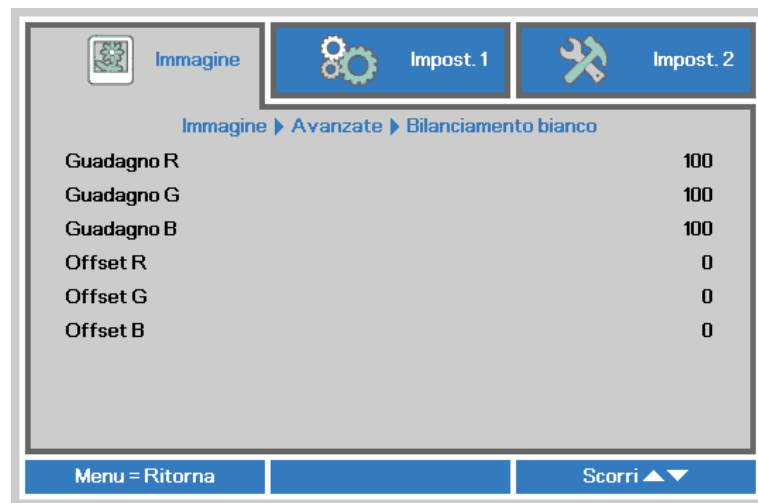 Immagine
Impost. 1
Impost. 2
Immagine ▶ Avanzate ▶ Bilanciamento bianco
Guadagno R 100
Guadagno G 100
Guadagno B 100
Offset R 0
Offset G 0
Offset B 0
Menu = Ritorna
Scorri ▲▼